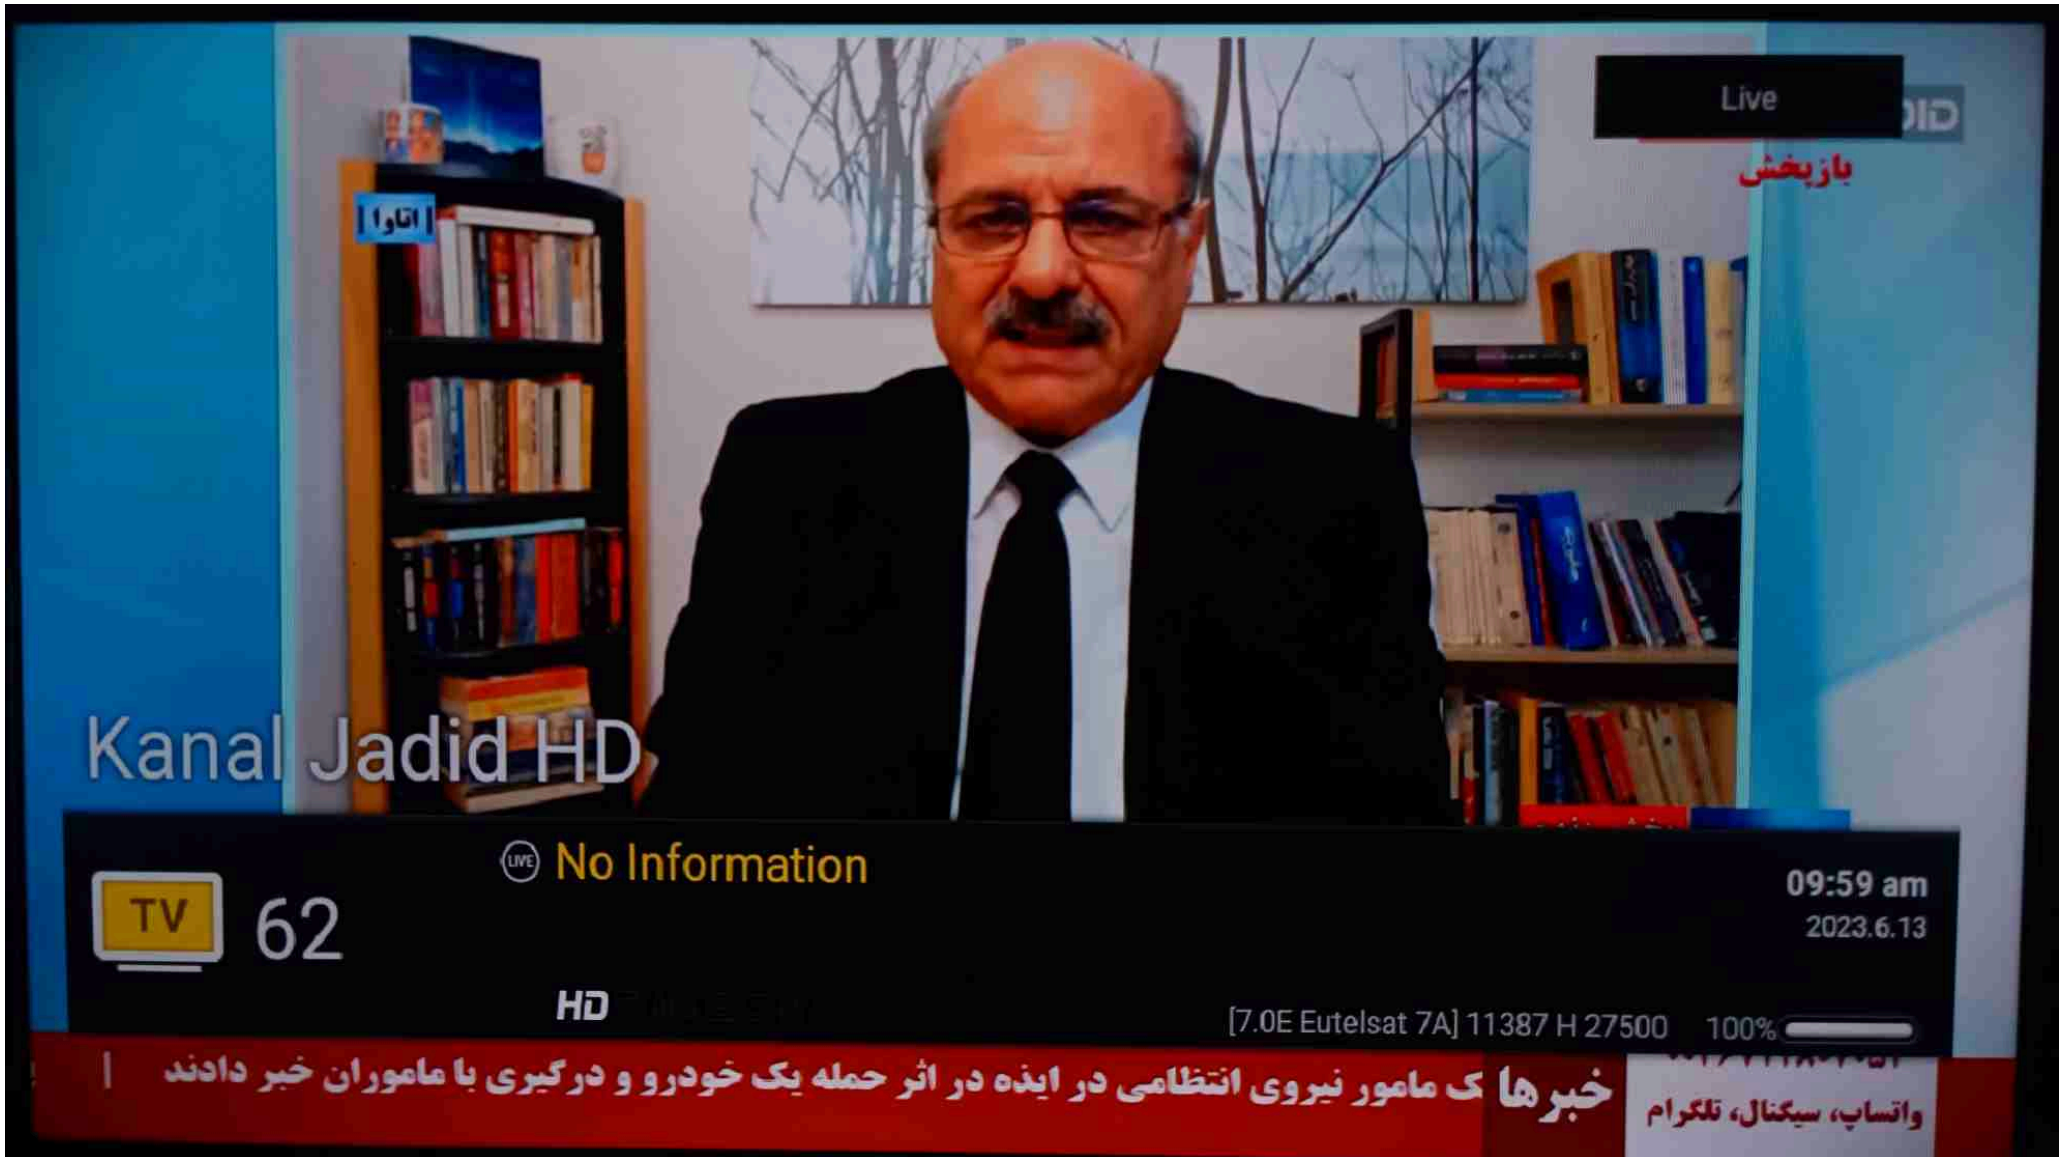 Live
DID
بازپخش
اتاوا
Kanal Jadid HD
LIVE No Information
TV 62
09:59 am
2023.6.13
HD
[7.0E Eutelsat 7A] 11387 H 27500 100%
خبرها ک مامور نیروی انتظامی در ایذه در اثر حمله یک خودرو و درگیری با ماموران خبر دادند |
واتساپ، سیگنال، تلگرام